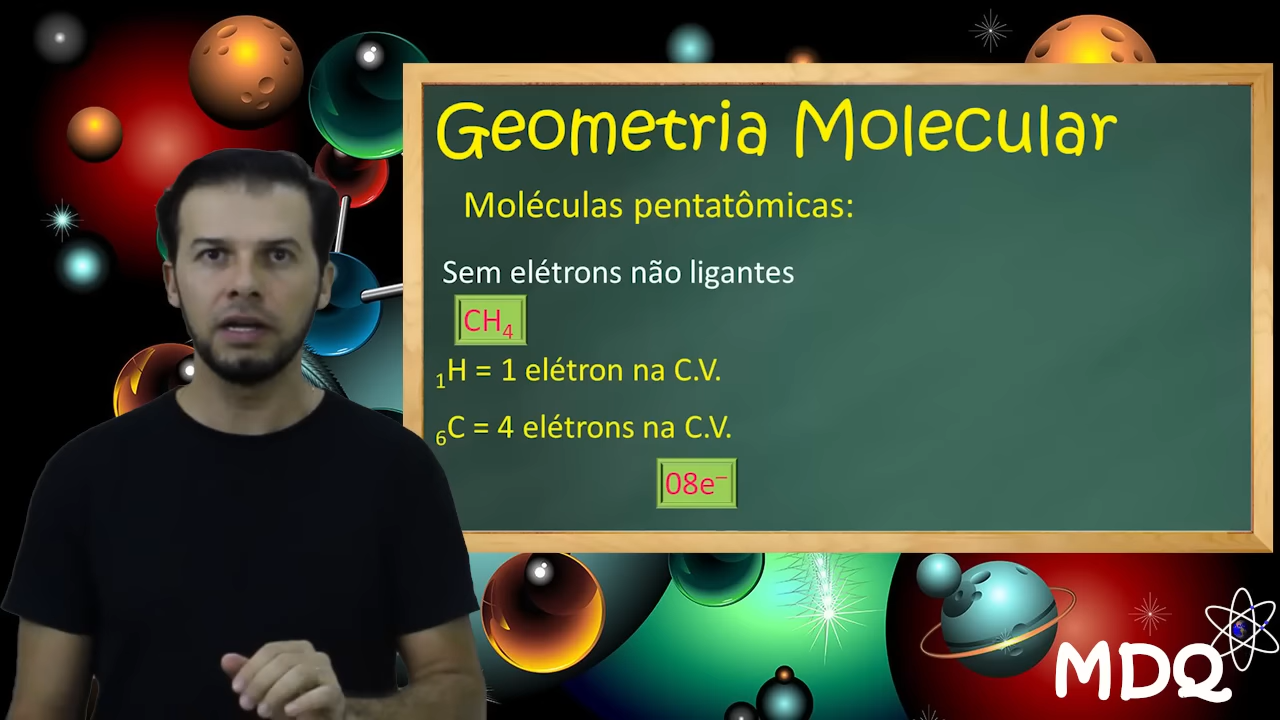 Geometria Molecular
Moléculas pentatômicas:
Sem elétrons não ligantes
CH₄
₁H = 1 elétron na C.V.
₆C = 4 elétrons na C.V.
08e⁻
MDQ